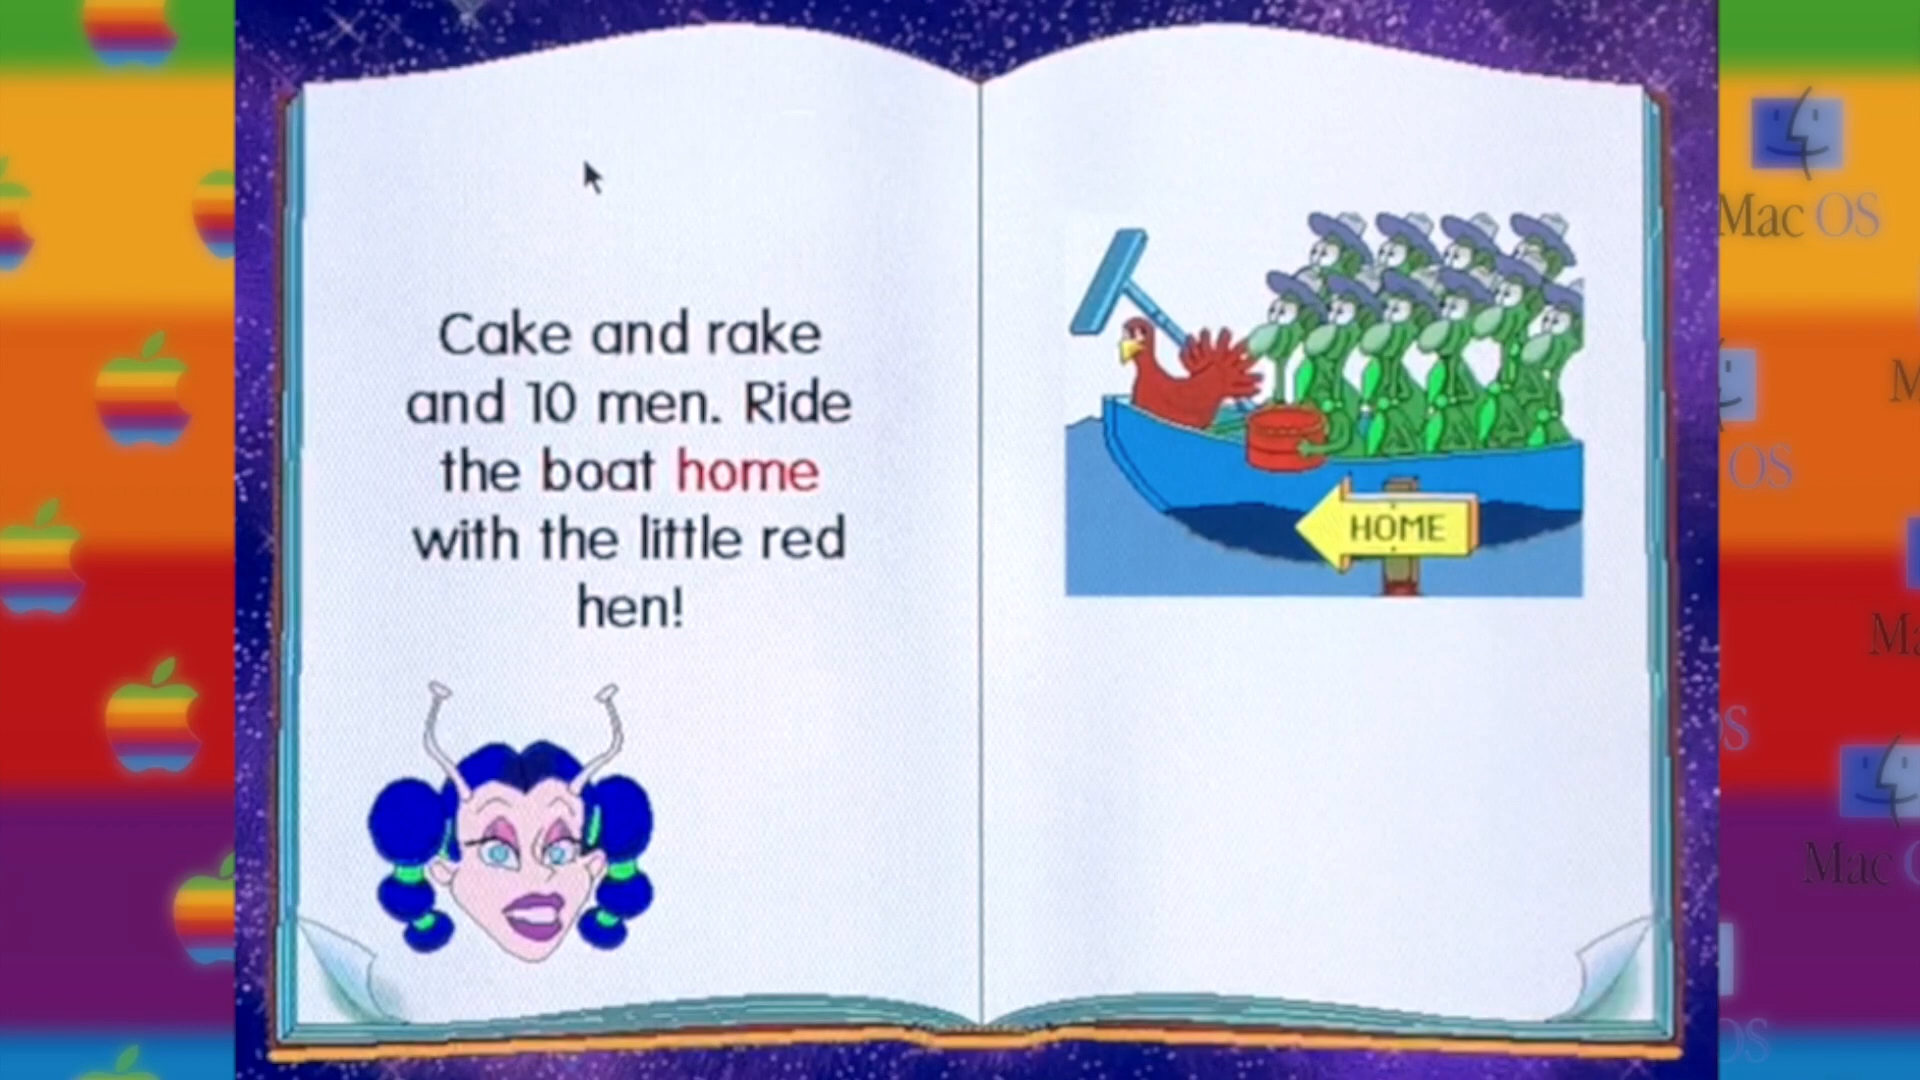 Cake and rake
and 10 men. Ride
the boat home
with the little red
hen!
HOME
Mac OS
OS
Mac